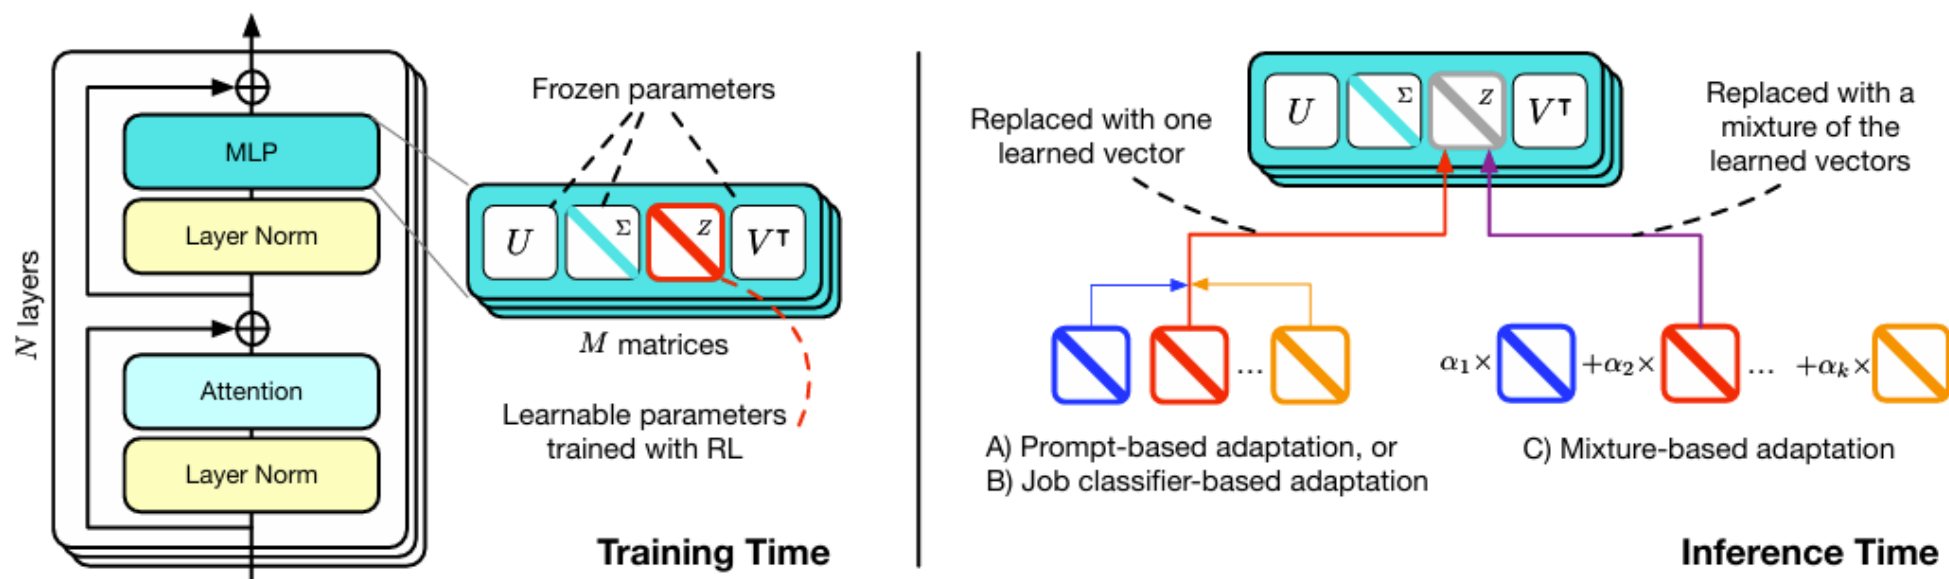 N layers
MLP
Layer Norm
Attention
Layer Norm
Frozen parameters
U
Σ
Z
V⊤
M matrices
Learnable parameters
trained with RL
Training Time
Replaced with one
learned vector
U
Σ
Z
V⊤
Replaced with a
mixture of the
learned vectors
...
A) Prompt-based adaptation, or
B) Job classifier-based adaptation
α₁× +α₂× ... +αₖ×
C) Mixture-based adaptation
Inference Time